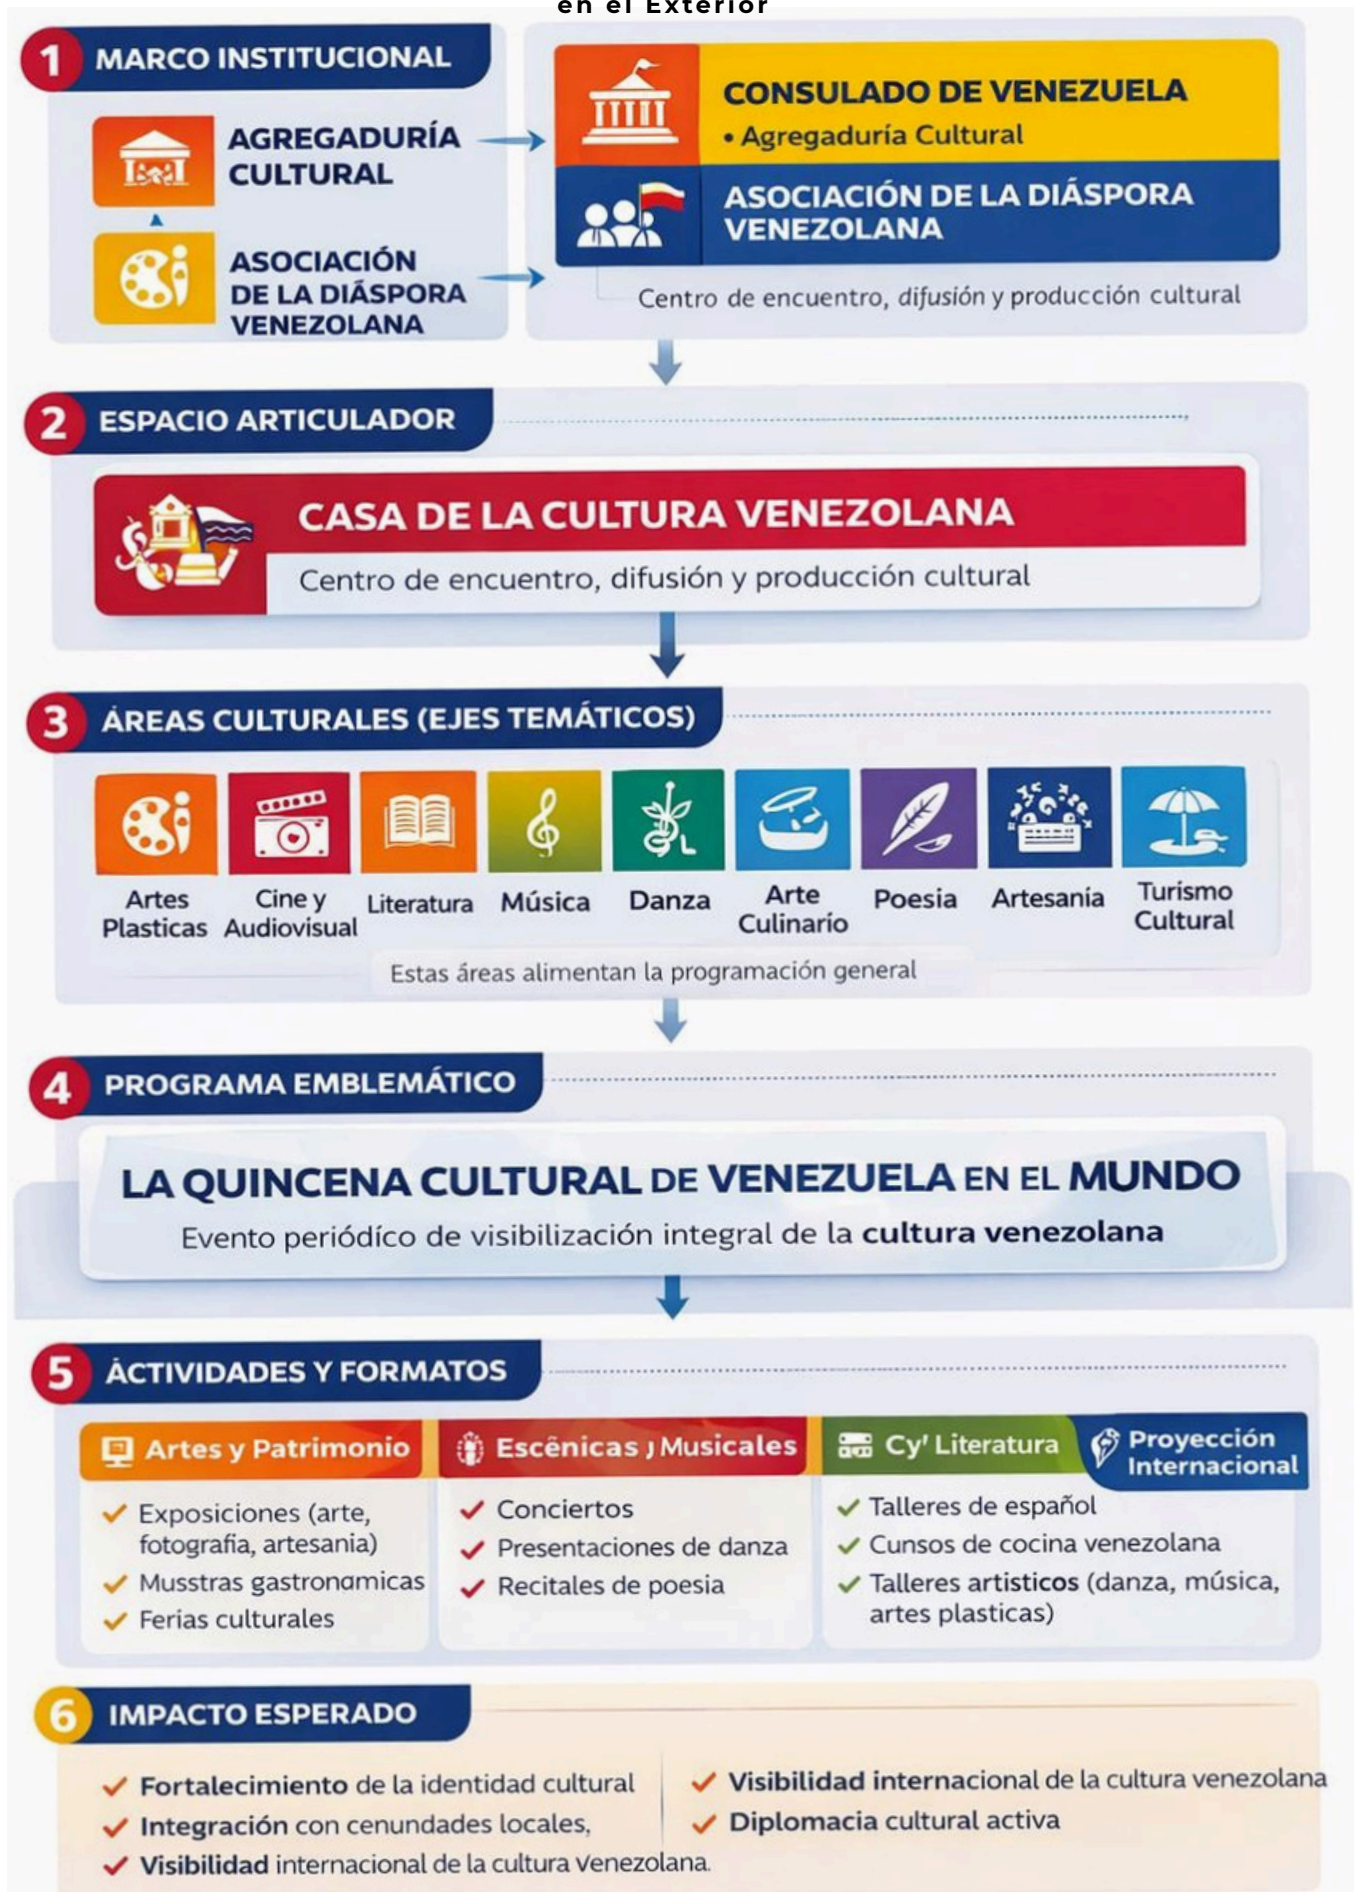 en el Exterior
1 MARCO INSTITUCIONAL
AGREGADURÍA
CULTURAL
ASOCIACIÓN
DE LA DIÁSPORA
VENEZOLANA
CONSULADO DE VENEZUELA
• Agregaduría Cultural
ASOCIACIÓN DE LA DIÁSPORA
VENEZOLANA
Centro de encuentro, difusión y producción cultural
2 ESPACIO ARTICULADOR
CASA DE LA CULTURA VENEZOLANA
Centro de encuentro, difusión y producción cultural
3 ÁREAS CULTURALES (EJES TEMÁTICOS)
Artes
Plasticas
Cine y
Audiovisual
Literatura
Música
Danza
Arte
Culinarío
Poesia
Artesanía
Turísmo
Cultural
Estas áreas alimentan la programación general
4 PROGRAMA EMBLEMÁTICO
LA QUINCENA CULTURAL DE VENEZUELA EN EL MUNDO
Evento periódíco de visibilización integral de la cultura venezolana
5 ÁCTIVIDADES Y FORMATOS
Artes y Patrimonio
Exposiciones (arte,
fotografia, artesania)
Musstras gastronamicas
Ferias culturales
Escênicas J Musicales
Conciertos
Presentaciones de danza
Recitales de poesia
Cy' Literatura
Proyección
Internacional
Talleres de español
Cunsos de cocina venezolana
Talleres artisticos (danza, música,
artes plasticas)
6 IMPACTO ESPERADO
Fortalecimiento de la identidad cultural
Integración con cenundades locales,
Visibilidad internacional de la cultura Venezolana.
Visibilidad internacional de la cultura venezolana
Diplomacia cultural activa